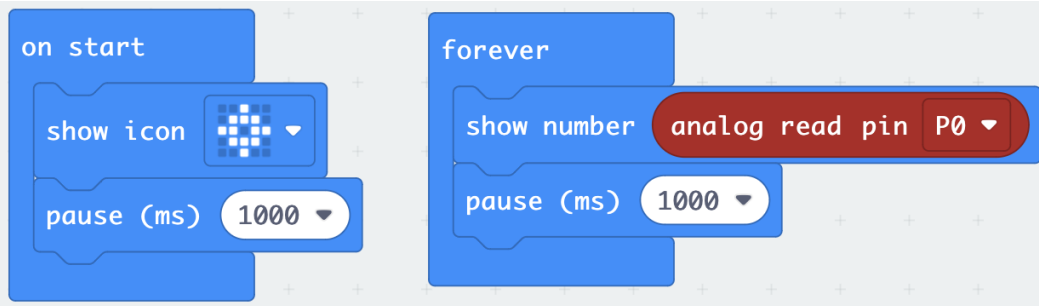 on start
show icon
pause (ms) 1000
forever
show number analog read pin P0
pause (ms) 1000